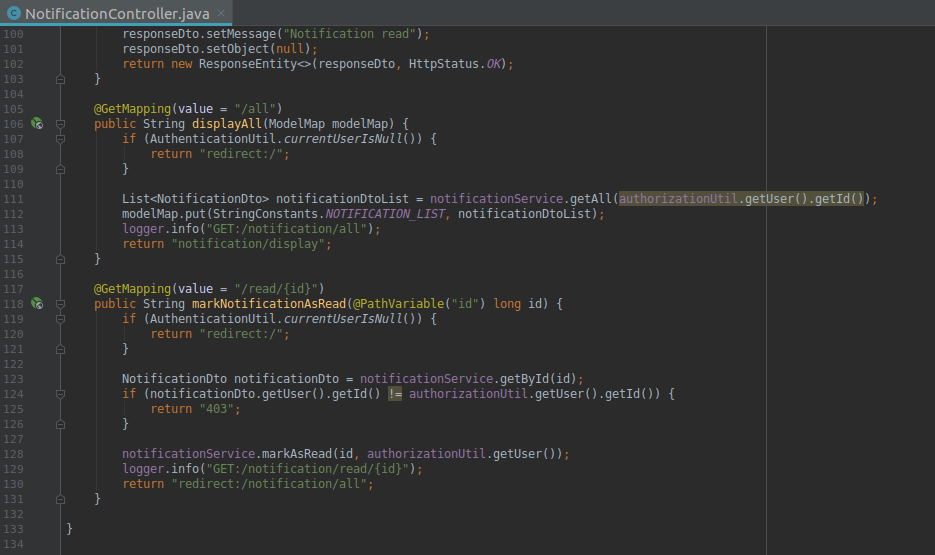 NotificationController.java
100 responseDto.setMessage("Notification read");
101 responseDto.setObject(null);
102 return new ResponseEntity<>(responseDto, HttpStatus.OK);
103 }
104
105 @GetMapping(value = "/all")
106 public String displayAll(ModelMap modelMap) {
107 if (AuthenticationUtil.currentUserIsNull()) {
108 return "redirect:/";
109 }
110
111 List<NotificationDto> notificationDtoList = notificationService.getAll(authorizationUtil.getUser().getId());
112 modelMap.put(StringConstants.NOTIFICATION_LIST, notificationDtoList);
113 logger.info("GET:/notification/all");
114 return "notification/display";
115 }
116
117 @GetMapping(value = "/read/{id}")
118 public String markNotificationAsRead(@PathVariable("id") long id) {
119 if (AuthenticationUtil.currentUserIsNull()) {
120 return "redirect:/";
121 }
122
123 NotificationDto notificationDto = notificationService.getById(id);
124 if (notificationDto.getUser().getId() != authorizationUtil.getUser().getId()) {
125 return "403";
126 }
127
128 notificationService.markAsRead(id, authorizationUtil.getUser());
129 logger.info("GET:/notification/read/{id}");
130 return "redirect:/notification/all";
131 }
132
133 }
134